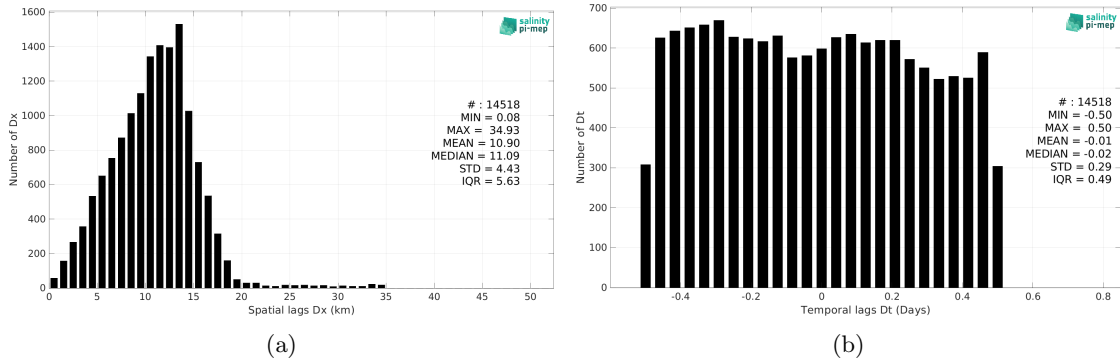 1600
1400
1200
1000
800
600
400
200
0
Number of Dx
0 5 10 15 20 25 30 35 40 45 50
Spatial lags Dx (km)
salinity
pi-mep
# : 14518
MIN = 0.08
MAX = 34.93
MEAN = 10.90
MEDIAN = 11.09
STD = 4.43
IQR = 5.63
(a)
700
600
500
400
300
200
100
0
Number of Dt
-0.4 -0.2 0 0.2 0.4 0.6 0.8
Temporal lags Dt (Days)
salinity
pi-mep
# : 14518
MIN = -0.50
MAX = 0.50
MEAN = -0.01
MEDIAN = -0.02
STD = 0.29
IQR = 0.49
(b)